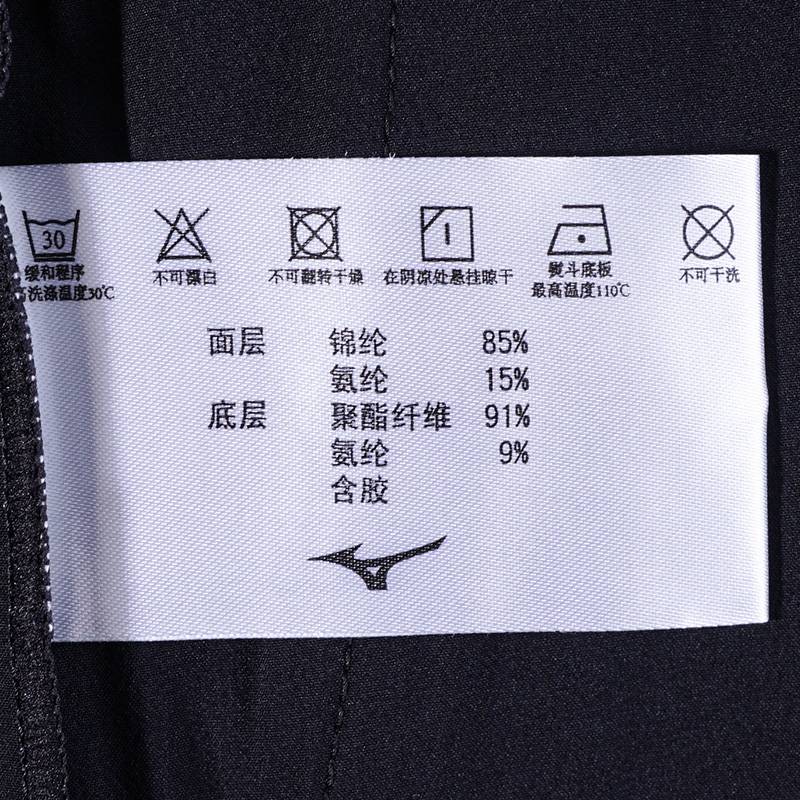 30
缓和程序
洗涤温度30℃
不可漂白
不可翻转干燥
在阴凉处悬挂晾干
熨斗底板
最高温度110℃
不可干洗
面层 锦纶 85%
氨纶 15%
底层 聚酯纤维 91%
氨纶 9%
含胶